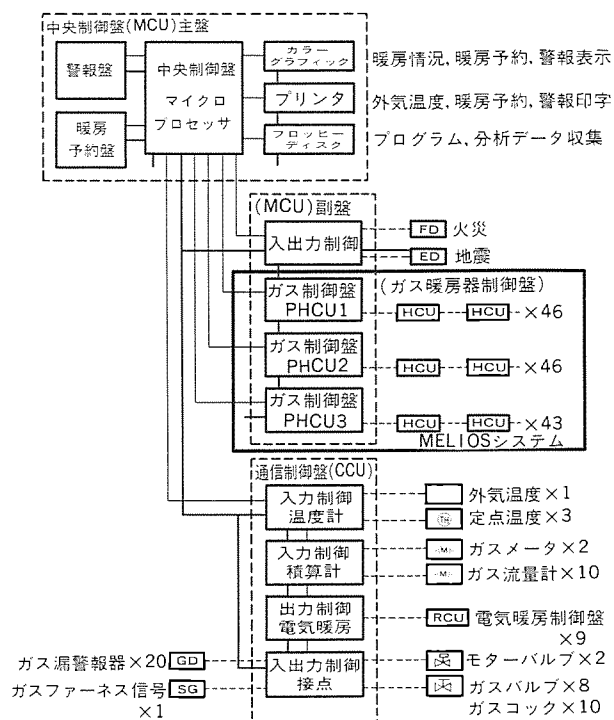 中央制御盤(MCU)主盤
警報盤
暖房
予約盤
中央制御盤
マイクロ
プロセッサ
カラー
グラフィック
暖房情況,暖房予約,警報表示
プリンタ
外気温度,暖房予約,警報印字
フロッピー
ディスク
プログラム,分析データ収集
(MCU)副盤
入出力制御
FD 火災
ED 地震
(ガス暖房器制御盤)
ガス制御盤
PHCU1
HCU HCU ×46
ガス制御盤
PHCU2
HCU HCU ×46
ガス制御盤
PHCU3
HCU HCU ×43
MELIOSシステム
通信制御盤(CCU)
入力制御
温度計
外気温度×1
TH 定点温度×3
入力制御
積算計
M ガスメータ×2
M ガス流量計×10
出力制御
電気暖房
RCU 電気暖房制御盤
×9
ガス漏警報器×20 GD
ガスファーネス信号 SG
×1
入出力制御
接点
モターバルブ×2
ガスバルブ×8
ガスコック×10